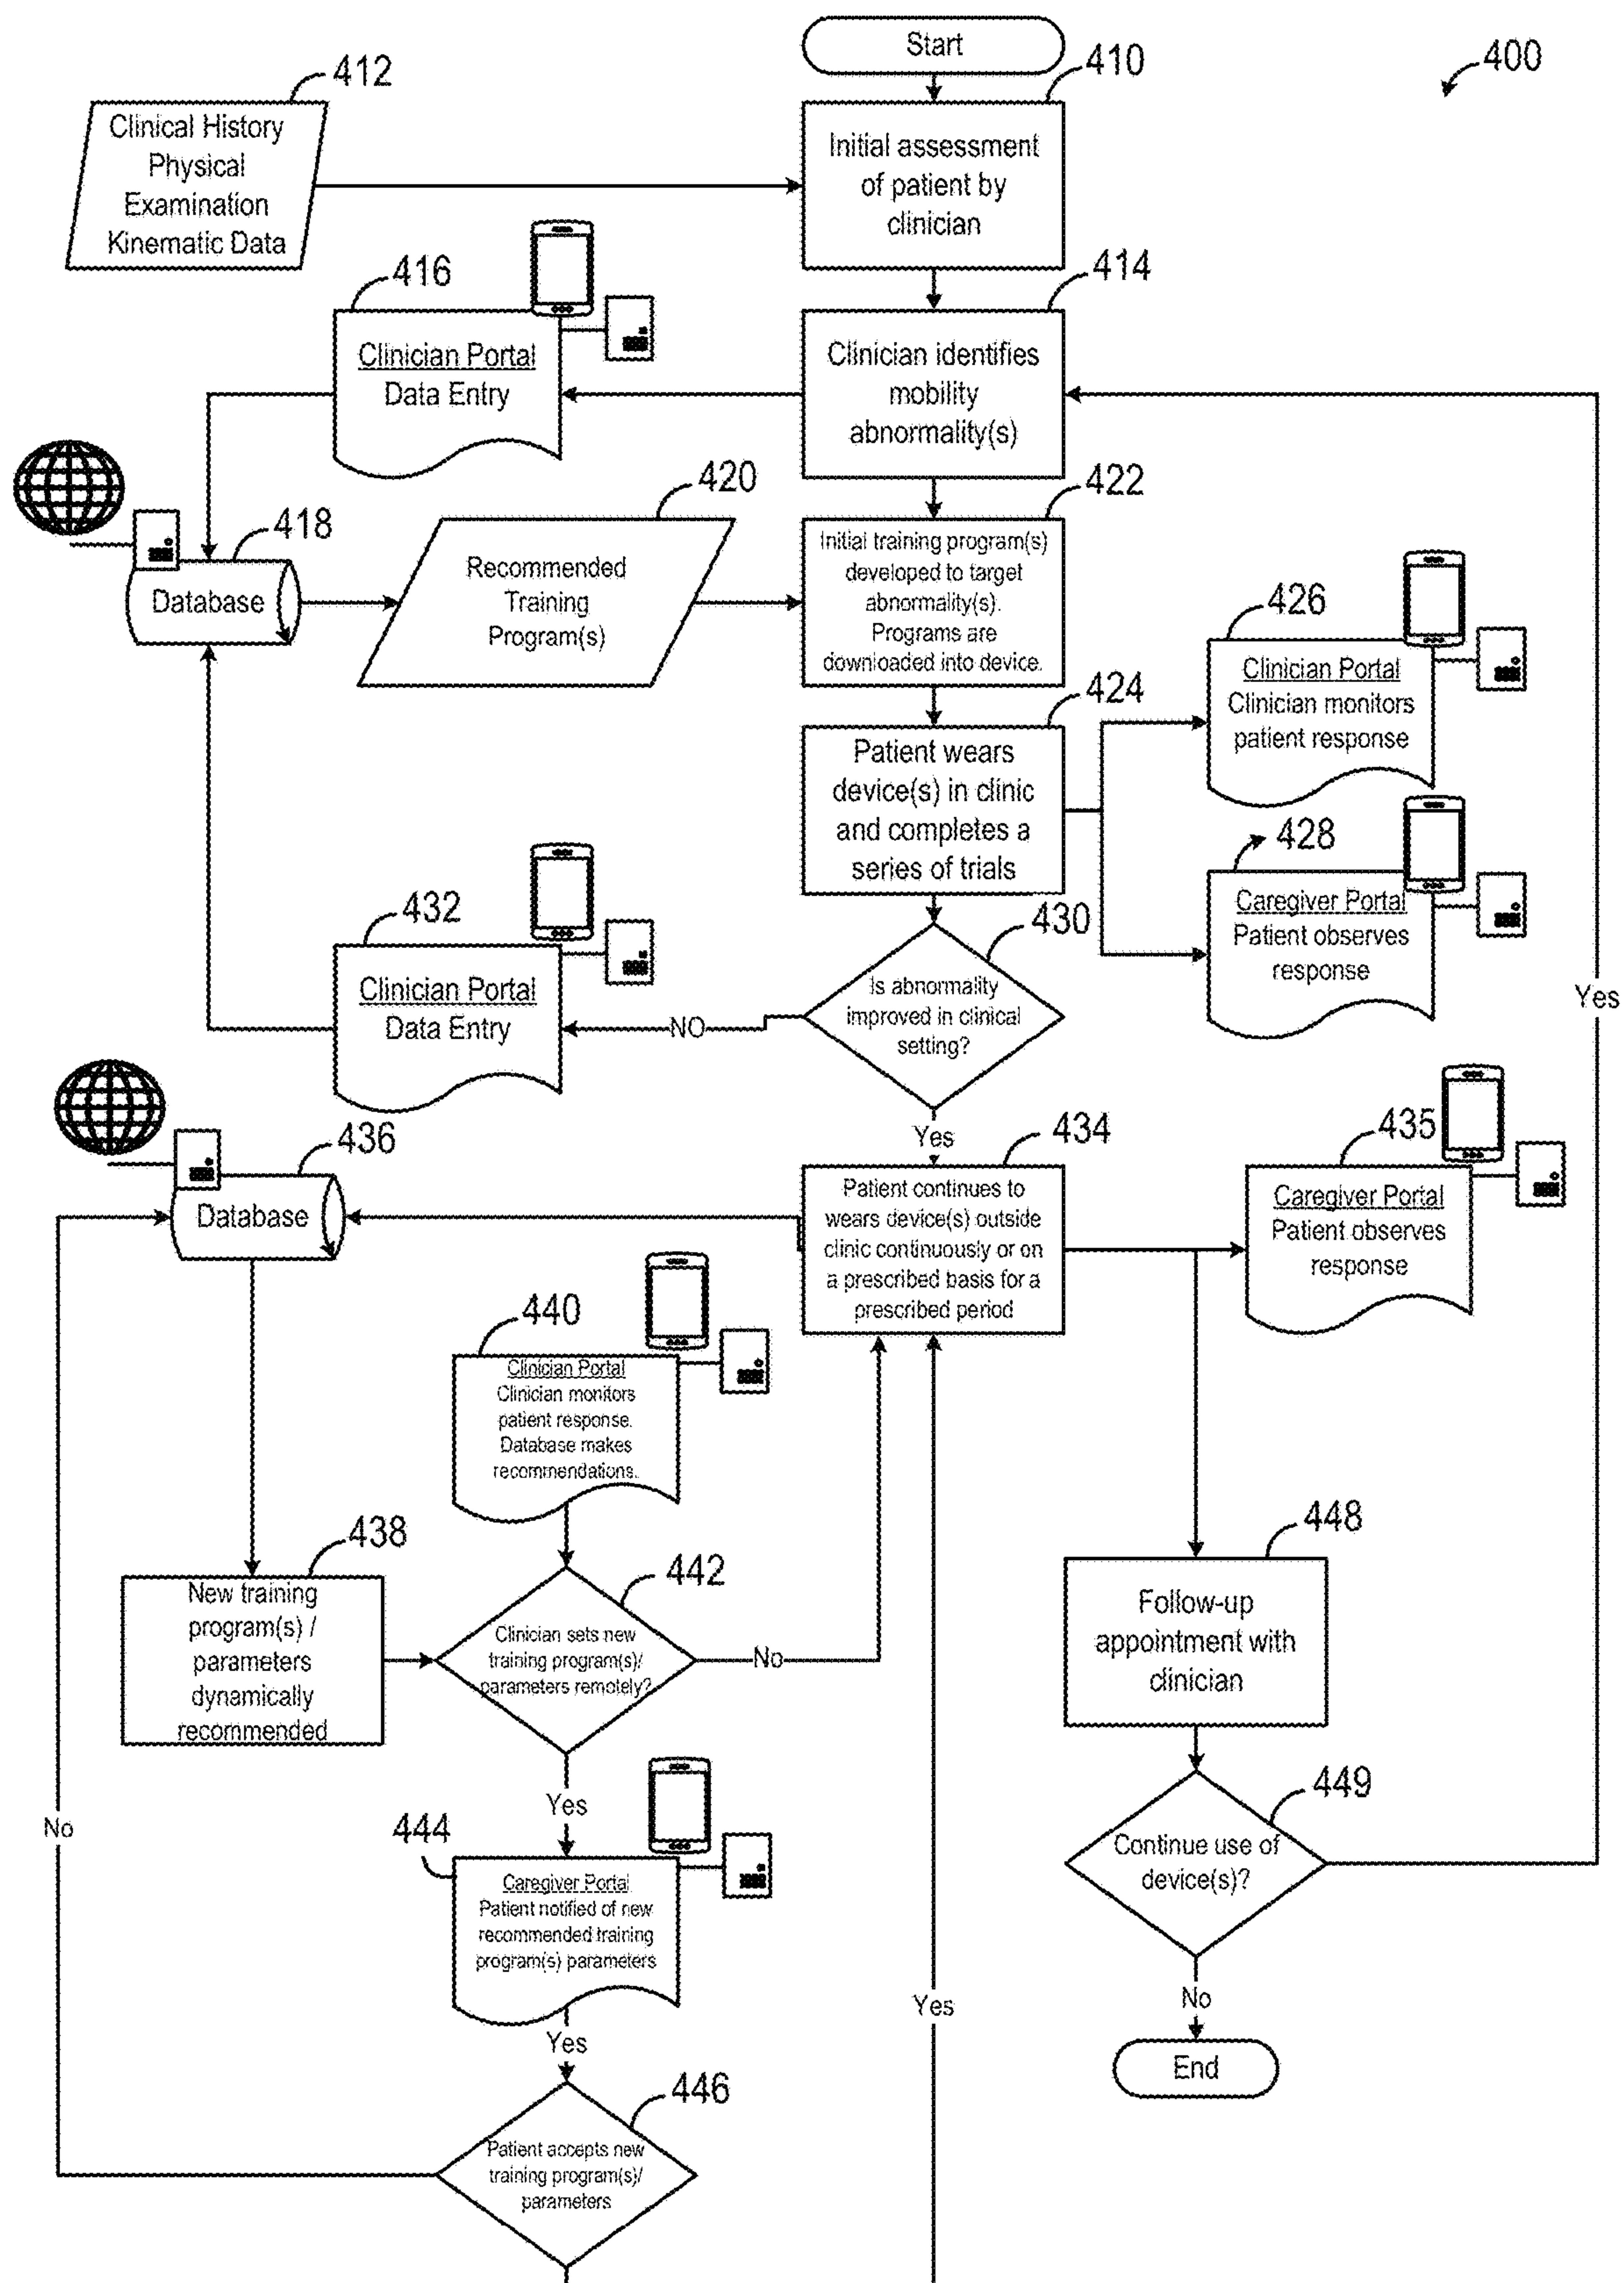 Start
410
400
412
Clinical History
Physical
Examination
Kinematic Data
Initial assessment
of patient by
clinician
414
416
Clinician Portal
Data Entry
Clinician identifies
mobility
abnormality(s)
418
Database
420
Recommended
Training
Program(s)
422
Initial training program(s)
developed to target
abnormality(s).
Programs are
downloaded into device.
424
Patient wears
device(s) in clinic
and completes a
series of trials
426
Clinician Portal
Clinician monitors
patient response
428
Caregiver Portal
Patient observes
response
430
Is abnormality
improved in clinical
setting?
NO
432
Clinician Portal
Data Entry
Yes
Yes
434
Patient continues to
wears device(s) outside
clinic continuously or on
a prescribed basis for a
prescribed period
435
Caregiver Portal
Patient observes
response
436
Database
440
Clinician Portal
Clinician monitors
patient response.
Database makes
recommendations.
438
New training
program(s) /
parameters
dynamically
recommended
442
Clinician sets new
training program(s)/
parameters remotely?
No
448
Follow-up
appointment with
clinician
Yes
449
Continue use of
device(s)?
No
444
Caregiver Portal
Patient notified of new
recommended training
program(s) parameters
Yes
No
Yes
End
446
Patient accepts new
training program(s)/
parameters